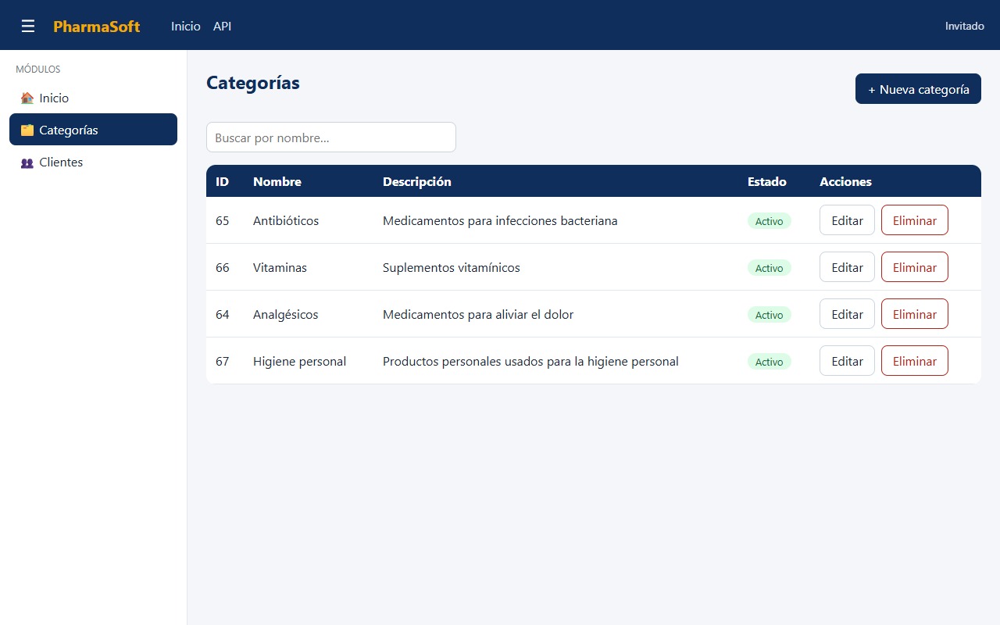 ☰ PharmaSoft Inicio API Invitado
MÓDULOS
Inicio
Categorías
Clientes
Categorías
+ Nueva categoría
Buscar por nombre...
ID Nombre Descripción Estado Acciones
65 Antibióticos Medicamentos para infecciones bacteriana Activo Editar Eliminar
66 Vitaminas Suplementos vitamínicos Activo Editar Eliminar
64 Analgésicos Medicamentos para aliviar el dolor Activo Editar Eliminar
67 Higiene personal Productos personales usados para la higiene personal Activo Editar Eliminar